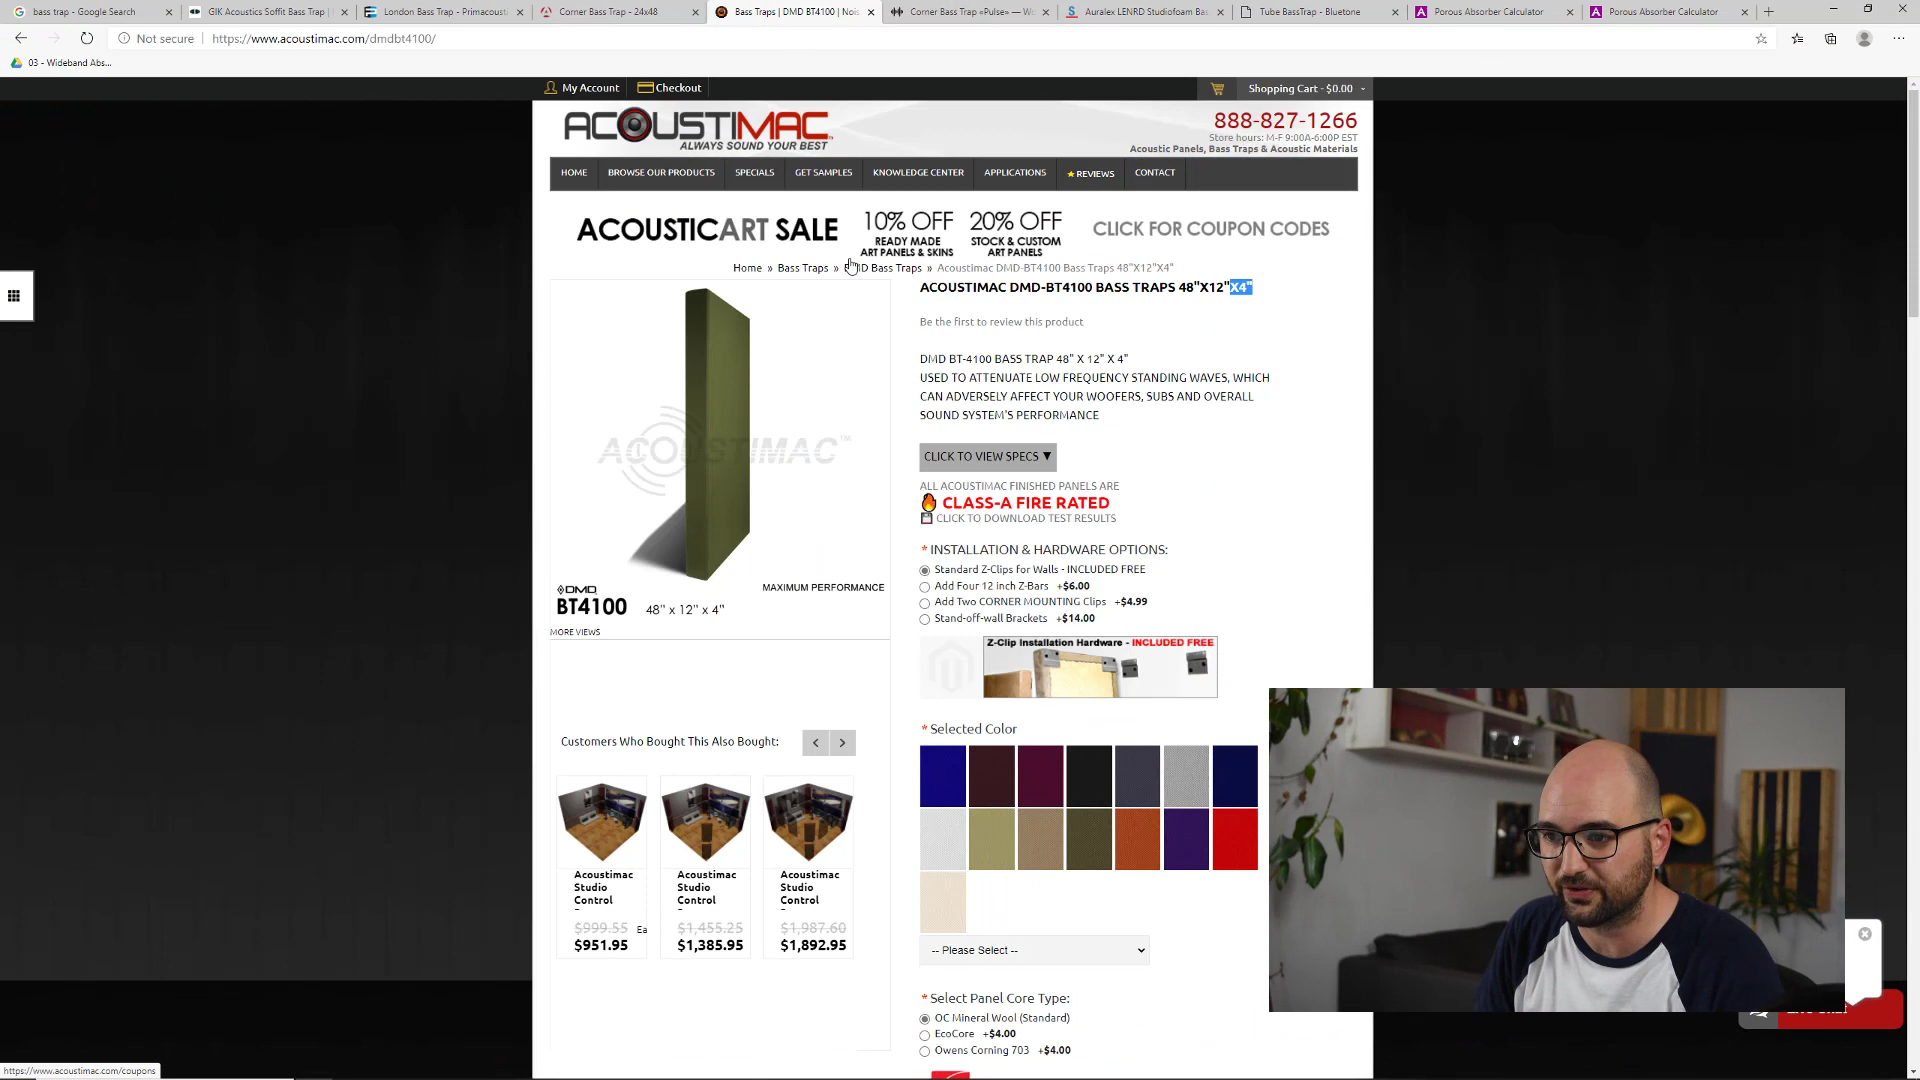 bass trap - Google Search
GIK Acoustics Soffit Bass Trap |
London Bass Trap - Primacousti
Corner Bass Trap - 24x48
Bass Traps | DMD BT4100 | Nois
Corner Bass Trap «Pulse» — W
Auralex LENRD Studiofoam Ba
Tube BassTrap - Bluetone
Porous Absorber Calculator
Porous Absorber Calculator
Not secure
https://www.acoustimac.com/dmdbt4100/
03 - Wideband Abs...
My Account
Checkout
Shopping Cart - $0.00
ACOUSTIMAC
ALWAYS SOUND YOUR BEST
888-827-1266
Store hours: M-F 9:00A-6:00P EST
Acoustic Panels, Bass Traps & Acoustic Materials
HOME BROWSE OUR PRODUCTS SPECIALS GET SAMPLES KNOWLEDGE CENTER APPLICATIONS REVIEWS CONTACT
ACOUSTICART SALE
10% OFF
READY MADE
ART PANELS & SKINS
20% OFF
STOCK & CUSTOM
ART PANELS
CLICK FOR COUPON CODES
Home » Bass Traps » DMD Bass Traps » Acoustimac DMD-BT4100 Bass Traps 48"X12"X4"
ACOUSTIMAC DMD-BT4100 BASS TRAPS 48"X12"X4"
Be the first to review this product
DMD BT-4100 BASS TRAP 48" X 12" X 4"
USED TO ATTENUATE LOW FREQUENCY STANDING WAVES, WHICH
CAN ADVERSELY AFFECT YOUR WOOFERS, SUBS AND OVERALL
SOUND SYSTEM'S PERFORMANCE
CLICK TO VIEW SPECS ▼
ALL ACOUSTIMAC FINISHED PANELS ARE
CLASS-A FIRE RATED
CLICK TO DOWNLOAD TEST RESULTS
ACOUSTIMAC™
DMD
BT4100 48" x 12" x 4"
MAXIMUM PERFORMANCE
MORE VIEWS
* INSTALLATION & HARDWARE OPTIONS:
Standard Z-Clips for Walls - INCLUDED FREE
Add Four 12 inch Z-Bars +$6.00
Add Two CORNER MOUNTING Clips +$4.99
Stand-off-wall Brackets +$14.00
Z-Clip Installation Hardware - INCLUDED FREE
* Selected Color
-- Please Select --
* Select Panel Core Type:
OC Mineral Wool (Standard)
EcoCore +$4.00
Owens Corning 703 +$4.00
Customers Who Bought This Also Bought:
Acoustimac
Studio
Control
$999.55 Ea
$951.95
Acoustimac
Studio
Control
$1,455.25
$1,385.95
Acoustimac
Studio
Control
$1,987.60
$1,892.95
https://www.acoustimac.com/coupons